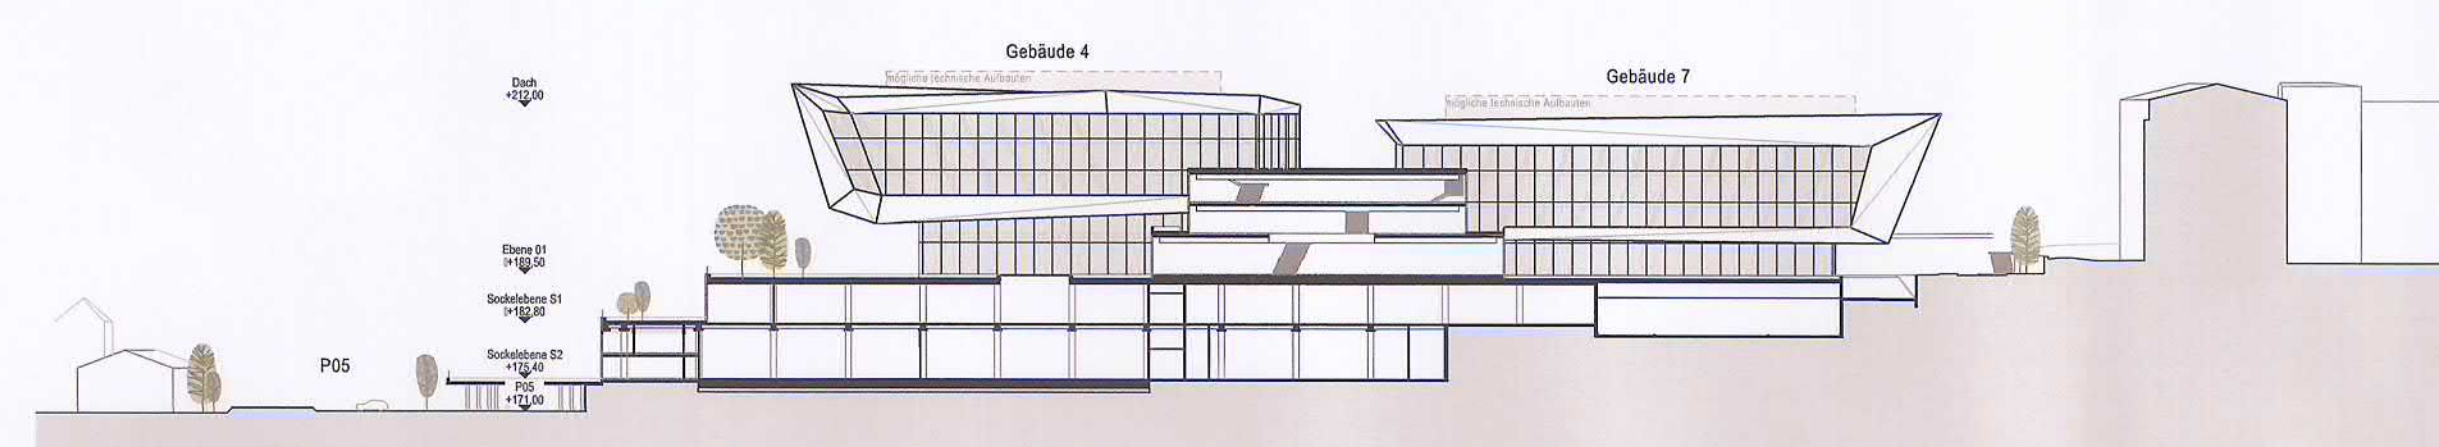 Gebäude 4
mögliche technische Aufbauten
Gebäude 7
mögliche technische Aufbauten
Dach
+212,00
Ebene 01
+189,50
Sockelebene S1
+182,80
Sockelebene S2
+175,40
P05
P05
+171,00